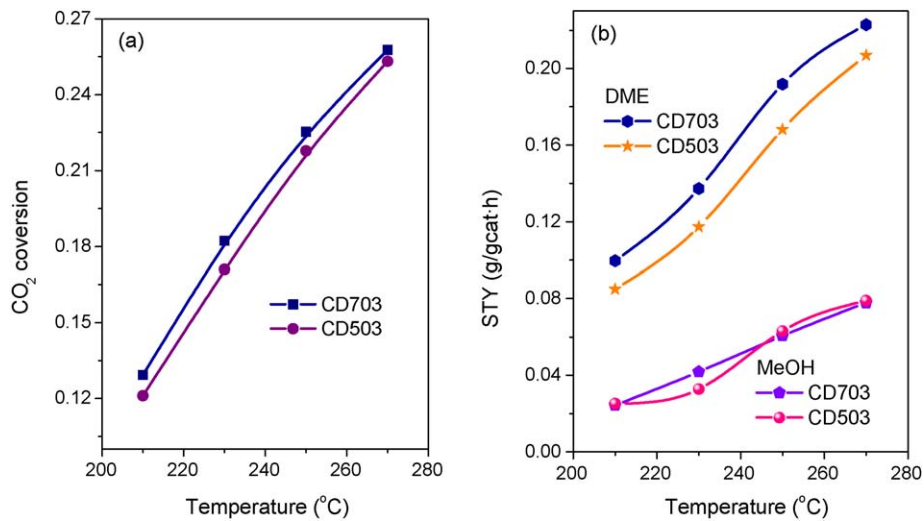 (a)
0.27
0.24
0.21
0.18
0.15
0.12
CO₂ coversion
CD703
CD503
200 220 240 260 280
Temperature (°C)
(b)
0.20
0.16
0.12
0.08
0.04
0.00
STY (g/gcat·h)
DME
CD703
CD503
MeOH
CD703
CD503
200 220 240 260 280
Temperature (°C)